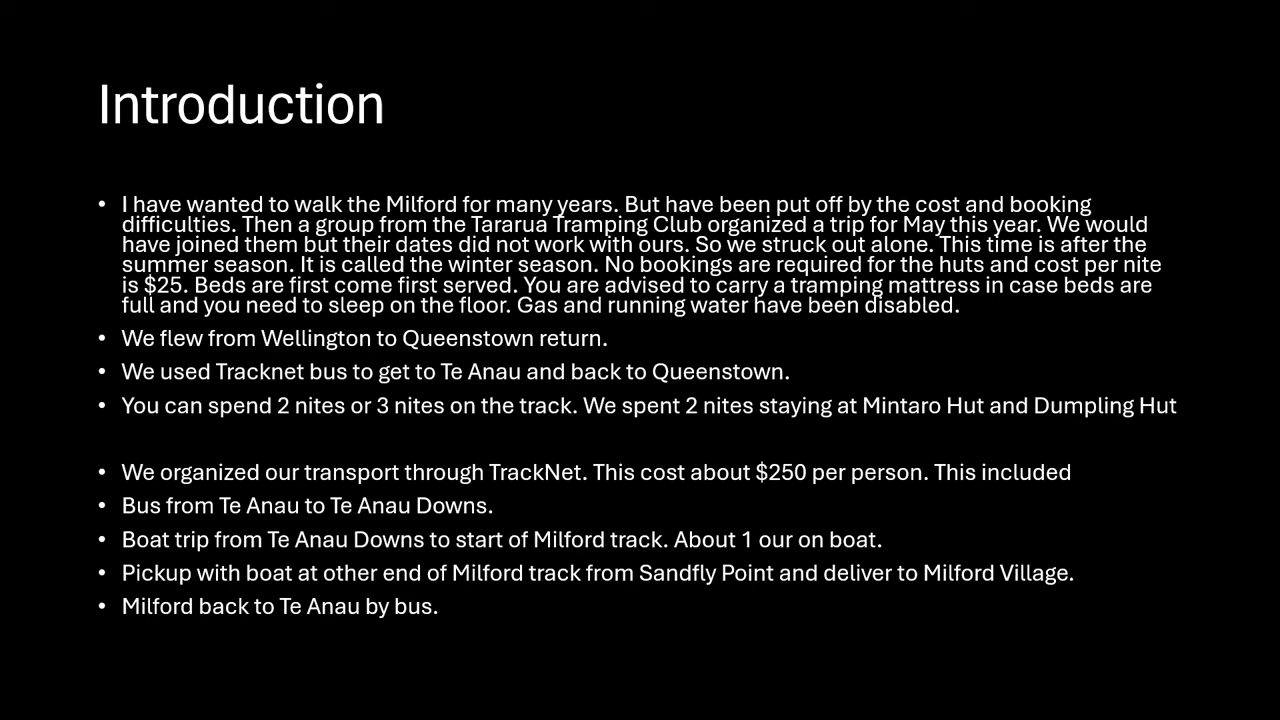 Introduction
• I have wanted to walk the Milford for many years. But have been put off by the cost and booking
difficulties. Then a group from the Tararua Tramping Club organized a trip for May this year. We would
have joined them but their dates did not work with ours. So we struck out alone. This time is after the
summer season. It is called the winter season. No bookings are required for the huts and cost per nite
is $25. Beds are first come first served. You are advised to carry a tramping mattress in case beds are
full and you need to sleep on the floor. Gas and running water have been disabled.
• We flew from Wellington to Queenstown return.
• We used Tracknet bus to get to Te Anau and back to Queenstown.
• You can spend 2 nites or 3 nites on the track. We spent 2 nites staying at Mintaro Hut and Dumpling Hut
• We organized our transport through TrackNet. This cost about $250 per person. This included
• Bus from Te Anau to Te Anau Downs.
• Boat trip from Te Anau Downs to start of Milford track. About 1 our on boat.
• Pickup with boat at other end of Milford track from Sandfly Point and deliver to Milford Village.
• Milford back to Te Anau by bus.